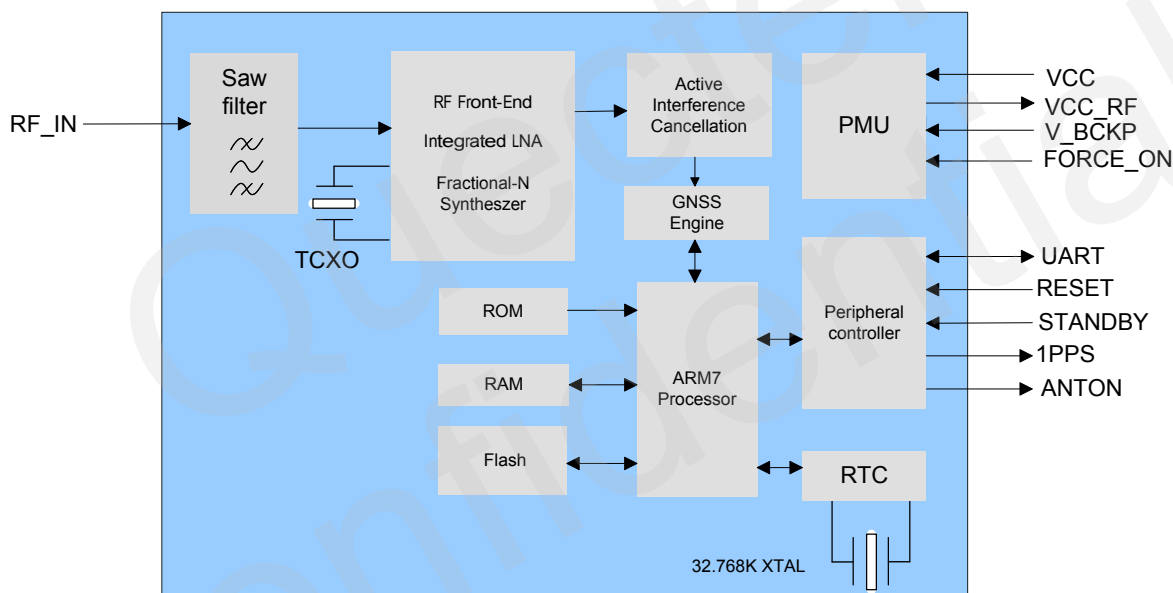 Saw
filter
RF_IN
RF Front-End
Integrated LNA
Fractional-N
Syntheszer
TCXO
Active
Interference
Cancellation
GNSS
Engine
PMU
VCC
VCC_RF
V_BCKP
FORCE_ON
ROM
RAM
Flash
ARM7
Processor
Peripheral
controller
UART
RESET
STANDBY
1PPS
ANTON
RTC
32.768K XTAL